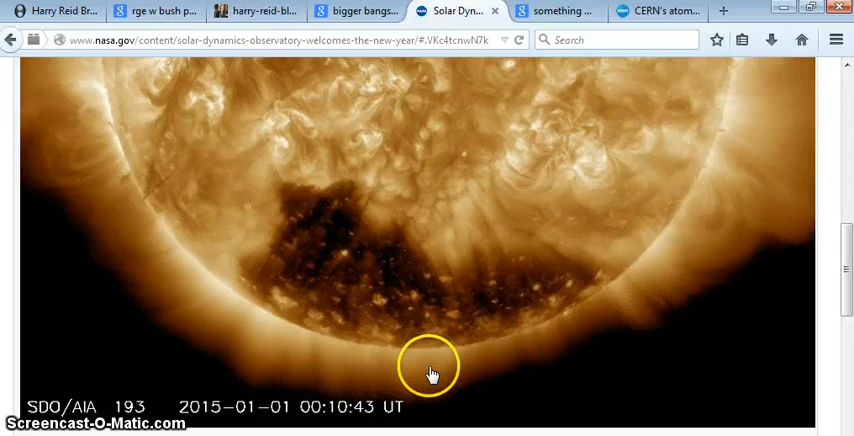 Harry Reid Br...
rge w bush p...
harry-reid-bl...
bigger bangs...
Solar Dyn...
something ...
CERN's atom...
www.nasa.gov/content/solar-dynamics-observatory-welcomes-the-new-year/#.VKc4tcnwN7k
Search
SDO/AIA 193 2015-01-01 00:10:43 UT
Screencast-O-Matic.com